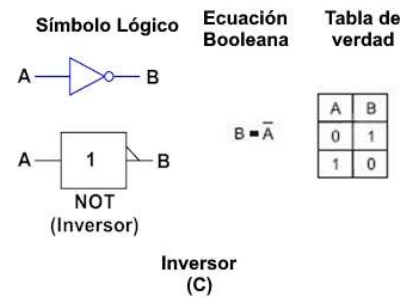 Símbolo Lógico
Ecuación
Booleana
Tabla de
verdad
A
B
B = A̅
A B
0 1
1 0
A
1
B
NOT
(Inversor)
Inversor
(C)